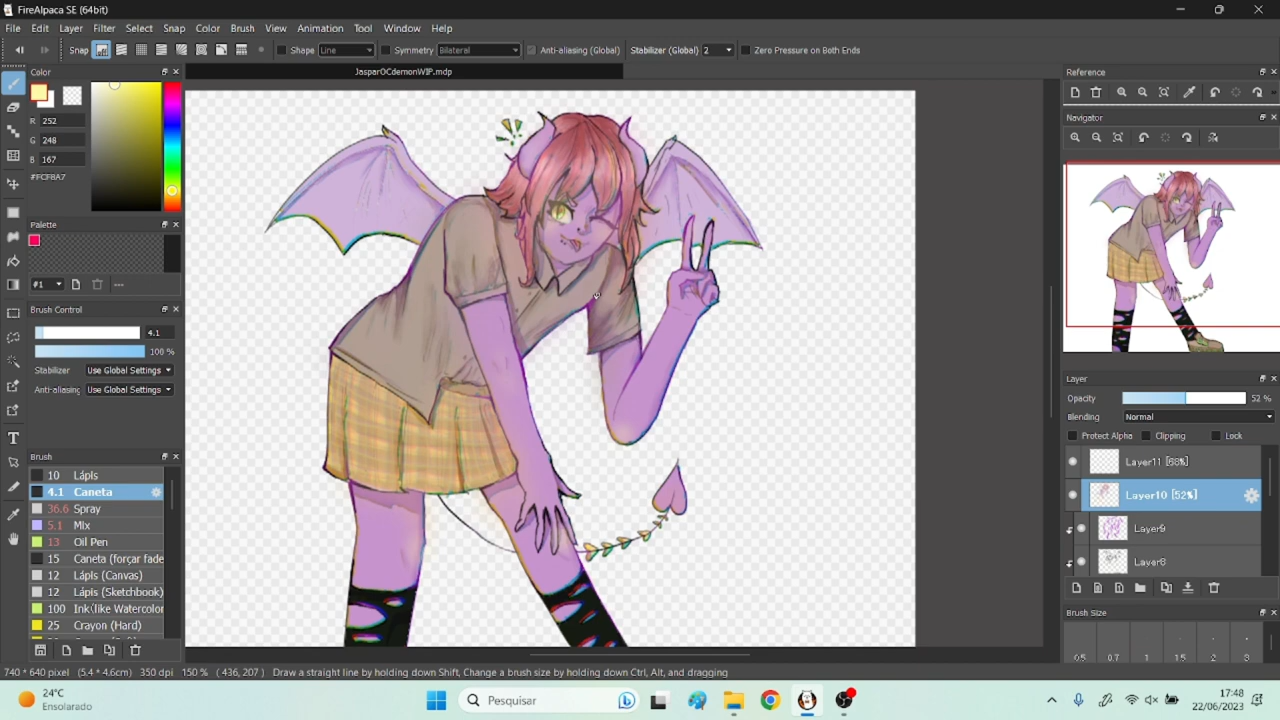 FireAlpaca SE (64bit)
File Edit Layer Filter Select Snap Color Brush View Animation Tool Window Help
Snap Shape Line Symmetry Bilateral Anti-aliasing (Global) Stabilizer (Global) 2 Zero Pressure on Both Ends
Color
JasparOCdemonWIP.mdp
Reference
R 252
G 248
B 167
#FCF8A7
Navigator
Palette
#1
Brush Control
4.1
100 %
Stabilizer Use Global Settings
Anti-aliasing Use Global Settings
Brush
10 Lápis
4.1 Caneta
36.6 Spray
5.1 Mix
13 Oil Pen
15 Caneta (forçar fade
12 Lápis (Canvas)
12 Lápis (Sketchbook)
100 Ink(like Watercolor
25 Crayon (Hard)
Layer
Opacity 52 %
Blending Normal
Protect Alpha Clipping Lock
Layer11 [68%]
Layer10 [52%]
Layer9
Layer8
Brush Size
0.5 0.7 1 1.5 2 3
740 * 640 pixel (5.4 * 4.6cm) 350 dpi 150 % ( 436, 207 ) Draw a straight line by holding down Shift, Change a brush size by holding down Ctrl, Alt, and dragging
24°C
Ensolarado
Pesquisar
17:48
22/06/2023